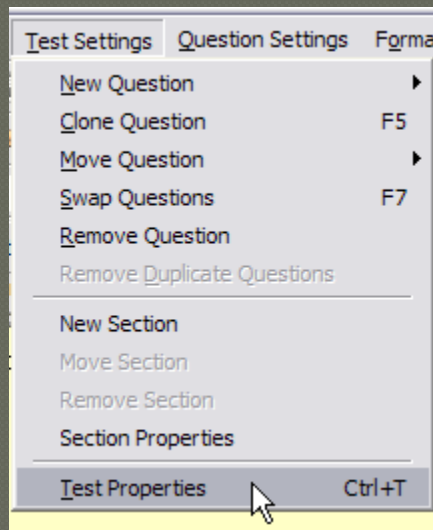 Test Settings Question Settings Forma
New Question
Clone Question F5
Move Question
Swap Questions F7
Remove Question
Remove Duplicate Questions
New Section
Move Section
Remove Section
Section Properties
Test Properties Ctrl+T